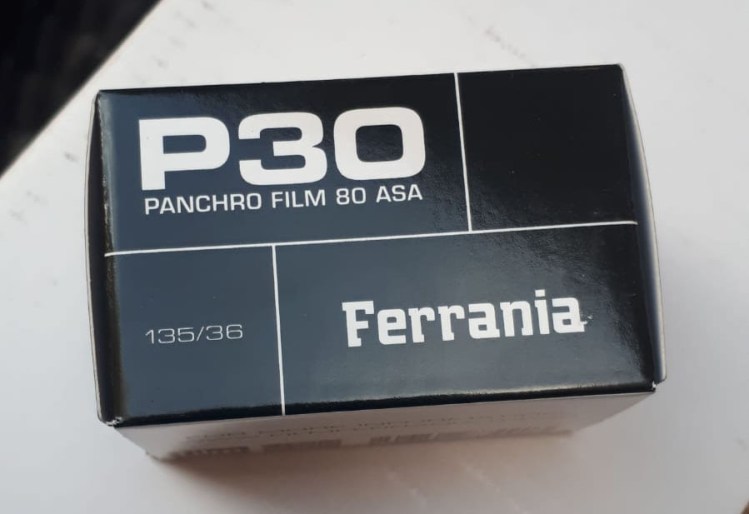 P30
PANCHRO FILM 80 ASA
135/36
Ferrania